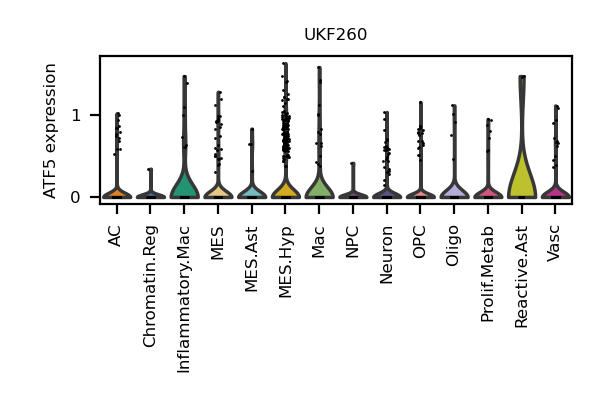 UKF260
ATF5 expression
1
0
AC
Chromatin.Reg
Inflammatory.Mac
MES
MES.Ast
MES.Hyp
Mac
NPC
Neuron
OPC
Oligo
Prolif.Metab
Reactive.Ast
Vasc